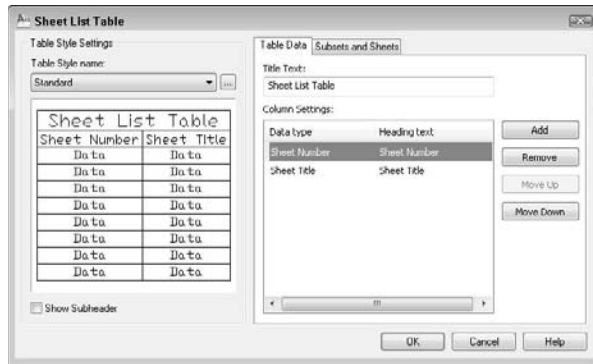 Sheet List Table
Table Style Settings
Table Style name:
Standard
...
Sheet List Table
Sheet Number Sheet Title
Data Data
Data Data
Data Data
Data Data
Data Data
Data Data
Data Data
Data Data
Show Subheader
Table Data Subsets and Sheets
Title Text:
Sheet List Table
Column Settings:
Data type Heading text
Sheet Number Sheet Number
Sheet Title Sheet Title
Add
Remove
Move Up
Move Down
OK Cancel Help